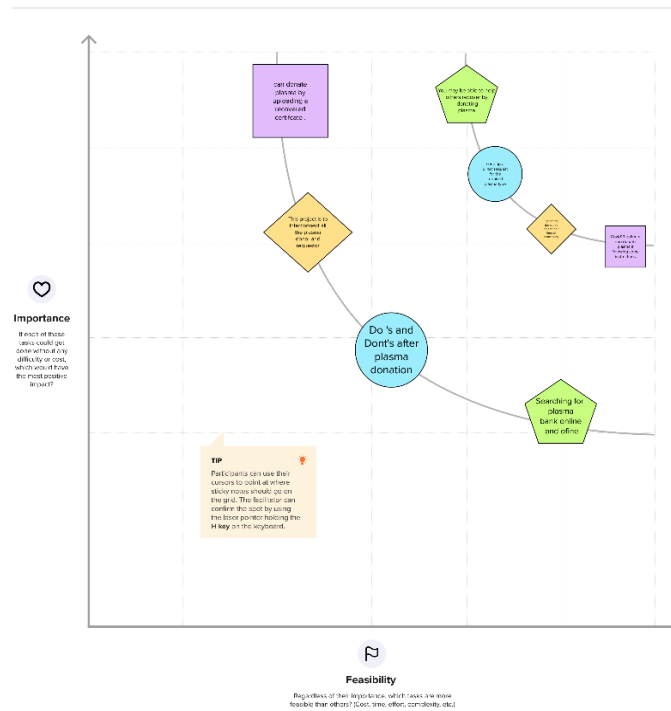 can donate
plasma by
uploading a
recovered
certificate .
You may be able to help
others recover by
donating
plasma.
This project is to
interconnect all
the plasma
donor and
requestor
Do 's and
Dont's after
plasma
donation
Searching for
plasma
bank online
and ofine
Importance
If each of these
tasks could get
done without any
difficulty or cost,
which would have
the most positive
impact?
TIP
Participants can use their
cursors to point at where
sticky notes should go on
the grid. The facilitator can
confirm the spot by using
the laser pointer holding the
H key on the keyboard.
Feasibility
Regardless of their importance, which tasks are more
feasible than others? (Cost, time, effort, complexity, etc.)